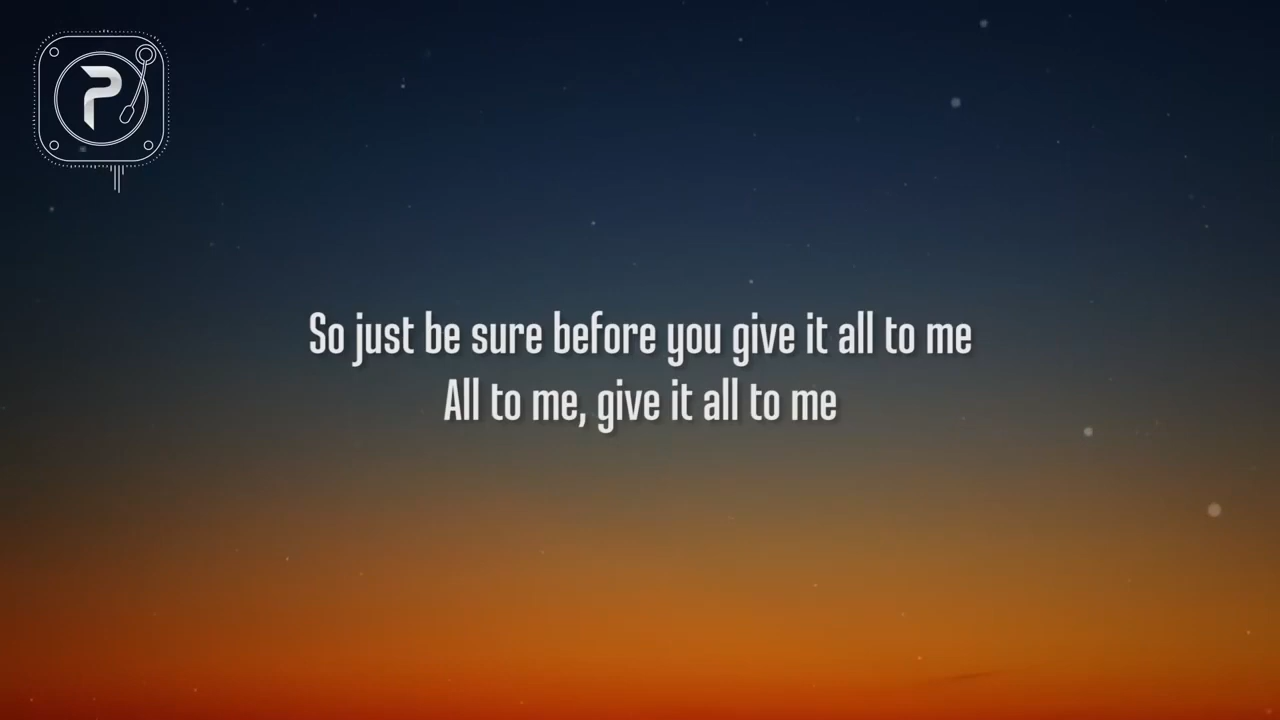 P
So just be sure before you give it all to me
All to me, give it all to me